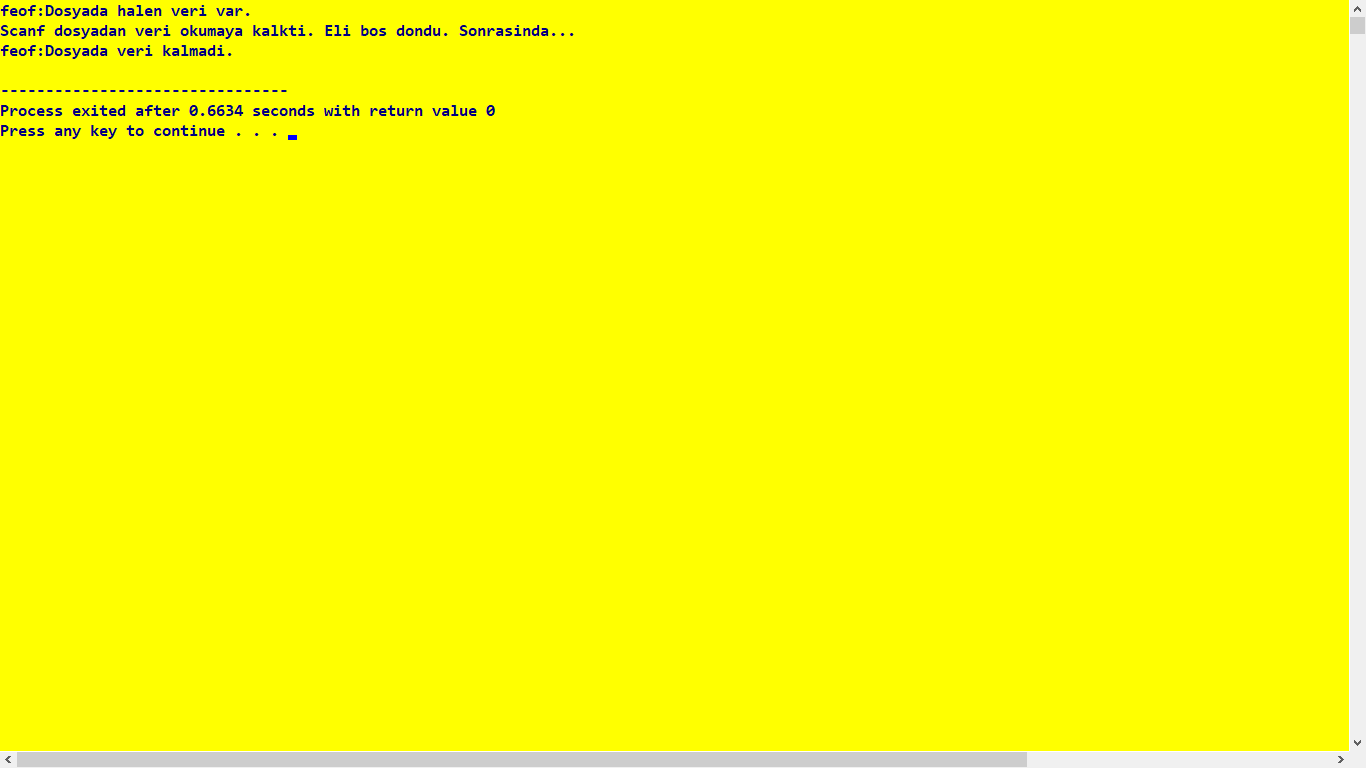 feof:Dosyada halen veri var.
Scanf dosyadan veri okumaya kalkti. Eli bos dondu. Sonrasinda...
feof:Dosyada veri kalmadi.
--------------------------------
Process exited after 0.6634 seconds with return value 0
Press any key to continue . . .